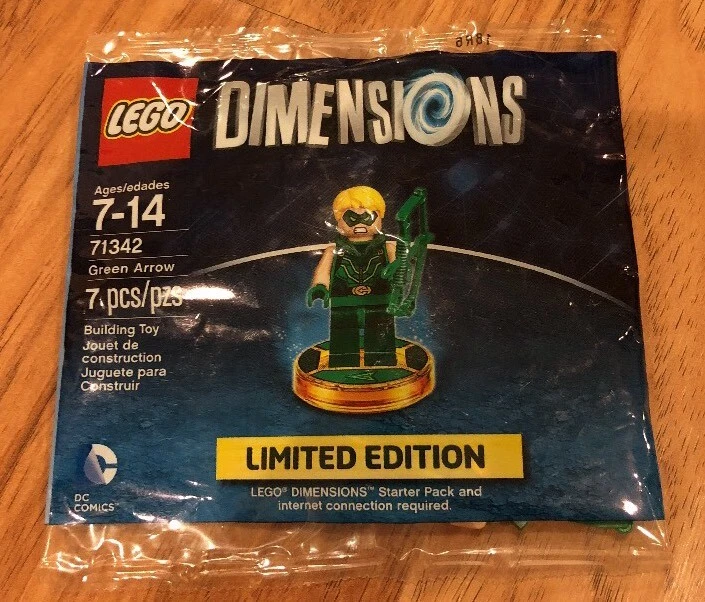 LEGO DIMENSIONS
Ages/edades
7-14
71342
Green Arrow
7 pcs/pzs
Building Toy
Jouet de
construction
Juguete para
Construir
DC
COMICS™
LIMITED EDITION
LEGO® DIMENSIONS™ Starter Pack and
internet connection required.